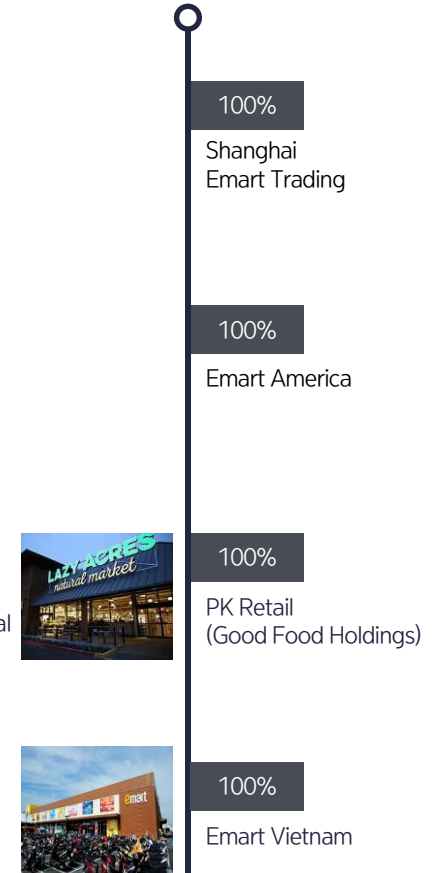 100%
Shanghai
Emart Trading
100%
Emart America
LAZY ACRES
natural market
100%
al
PK Retail
(Good Food Holdings)
emart
100%
Emart Vietnam